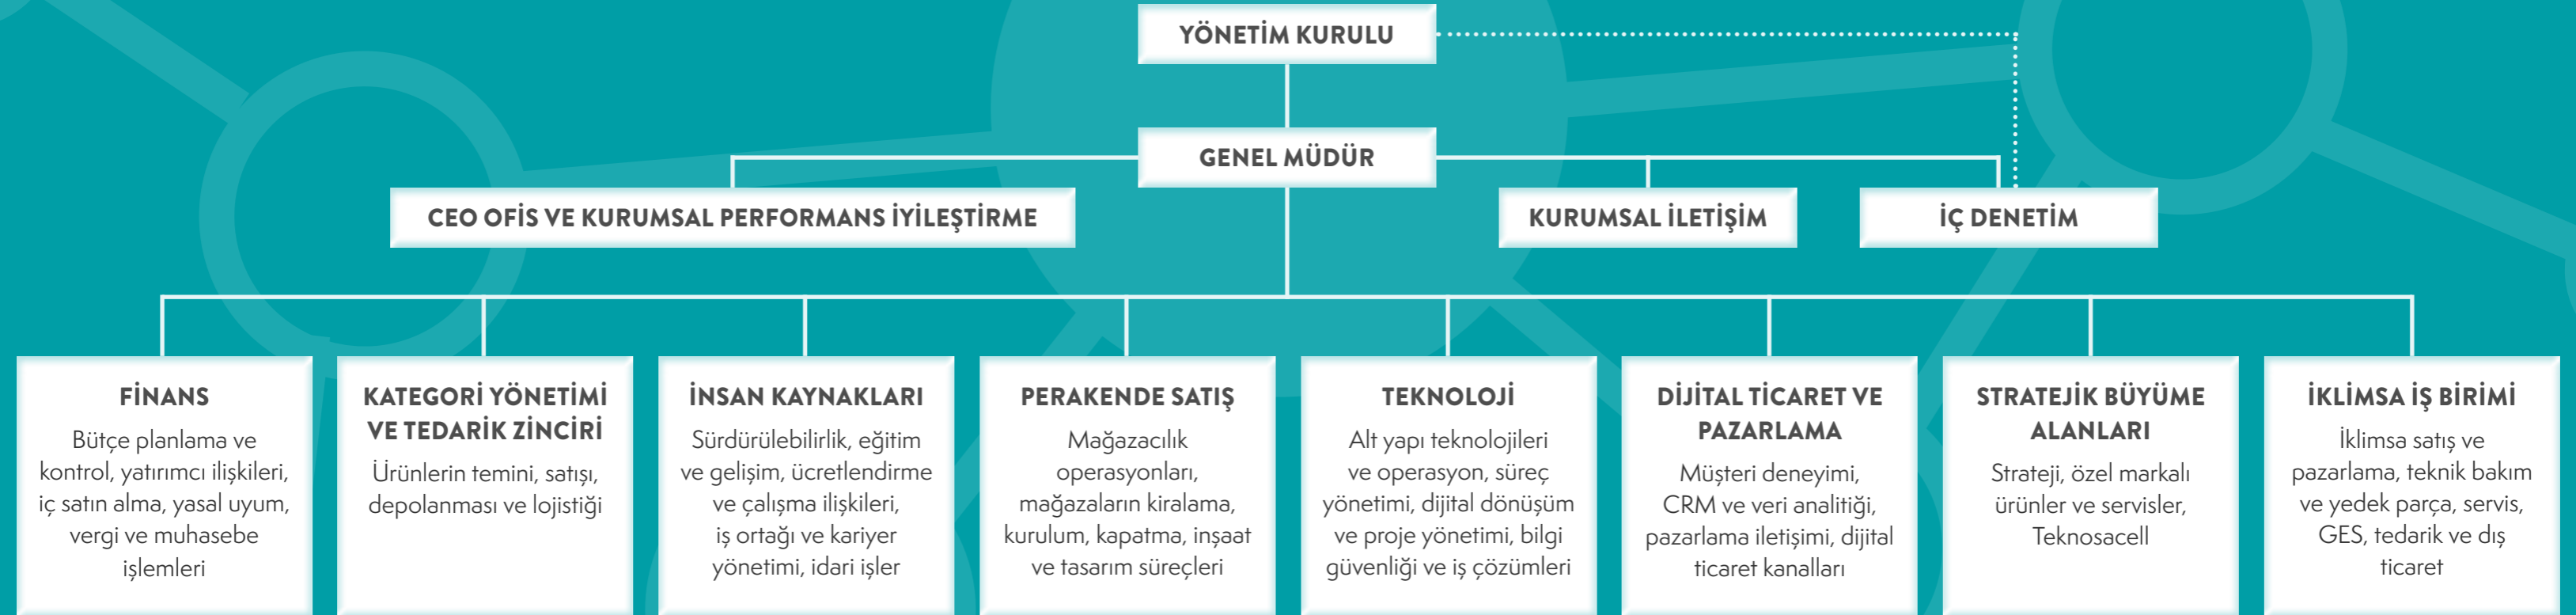 YÖNETİM KURULU
GENEL MÜDÜR
CEO OFİS VE KURUMSAL PERFORMANS İYİLEŞTİRME
KURUMSAL İLETİŞİM
İÇ DENETİM
FİNANS
Bütçe planlama ve
kontrol, yatırımcı ilişkileri,
iç satın alma, yasal uyum,
vergi ve muhasebe
işlemleri
KATEGORİ YÖNETİMİ
VE TEDARİK ZİNCİRİ
Ürünlerin temini, satışı,
depolanması ve lojistiği
İNSAN KAYNAKLARI
Sürdürülebilirlik, eğitim
ve gelişim, ücretlendirme
ve çalışma ilişkileri,
iş ortağı ve kariyer
yönetimi, idari işler
PERAKENDE SATIŞ
Mağazacılık
operasyonları,
mağazaların kiralama,
kurulum, kapatma, inşaat
ve tasarım süreçleri
TEKNOLOJİ
Alt yapı teknolojileri
ve operasyon, süreç
yönetimi, dijital dönüşüm
ve proje yönetimi, bilgi
güvenliği ve iş çözümleri
DİJİTAL TİCARET VE
PAZARLAMA
Müşteri deneyimi,
CRM ve veri analitiği,
pazarlama iletişimi, dijital
ticaret kanalları
STRATEJİK BÜYÜME
ALANLARI
Strateji, özel markalı
ürünler ve servisler,
Teknosacell
İKLİMSA İŞ BİRİMİ
İklimsa satış ve
pazarlama, teknik bakım
ve yedek parça, servis,
GES, tedarik ve dış
ticaret